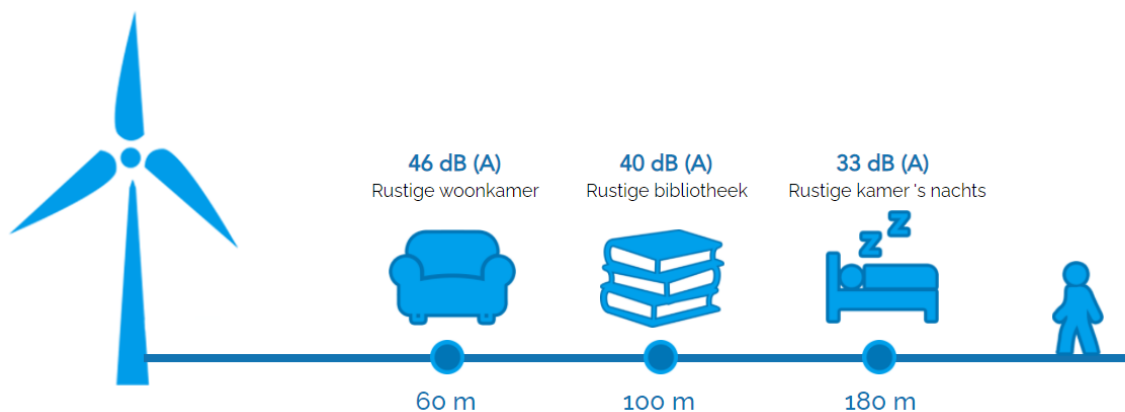 46 dB (A)
Rustige woonkamer
40 dB (A)
Rustige bibliotheek
33 dB (A)
Rustige kamer 's nachts
z z
60 m
100 m
180 m